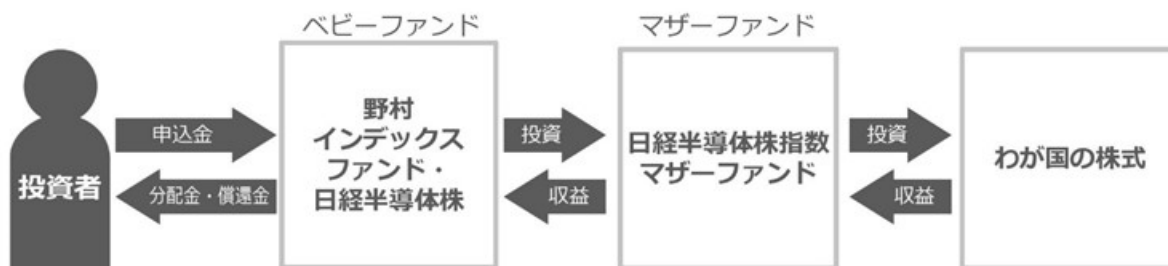 ベビーファンド
マザーファンド
投資者
申込金
分配金・償還金
野村
インデックス
ファンド・
日経半導体株
投資
収益
日経半導体株指数
マザーファンド
投資
収益
わが国の株式